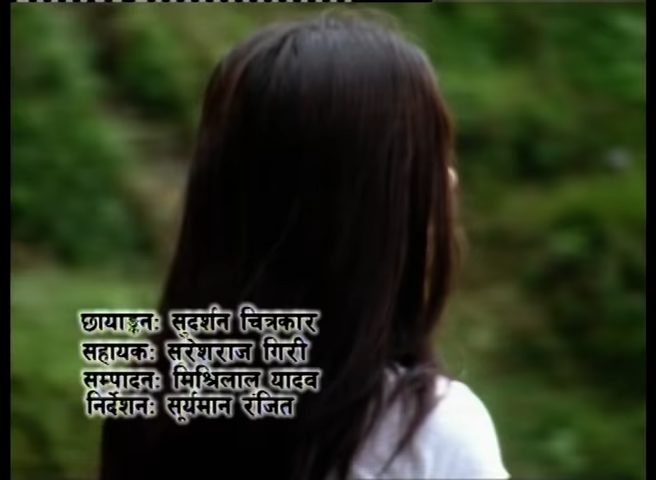 छायाङ्कनः सुदर्शन चित्रकार
सहायकः सरेशराज गिरी
सम्पादनः मिश्रिलाल यादव
निर्देशनः सूर्यमान रंजित